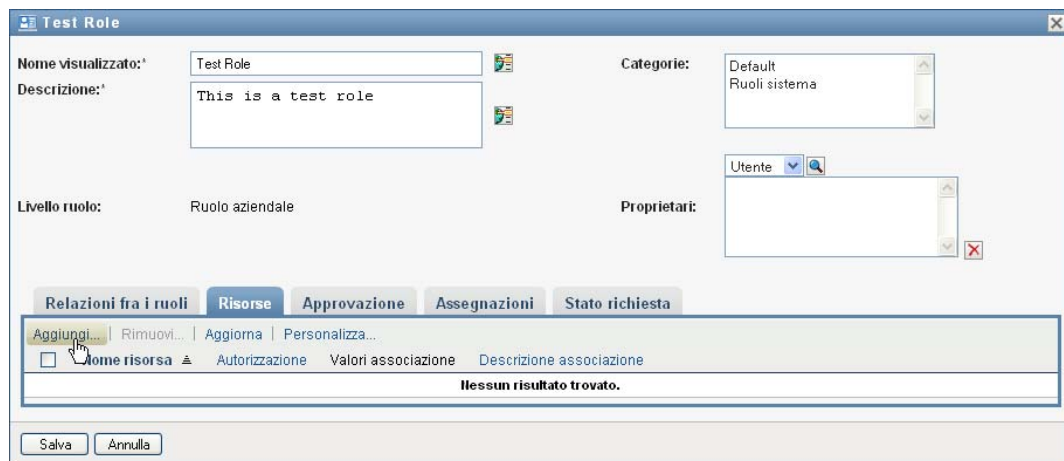 Test Role
Nome visualizzato:*
Test Role
Categorie:
Default
Ruoli sistema
Descrizione:*
This is a test role
Utente
Livello ruolo:
Ruolo aziendale
Proprietari:
Relazioni fra i ruoli
Risorse
Approvazione
Assegnazioni
Stato richiesta
Aggiungi... | Rimuovi... | Aggiorna | Personalizza...
Nome risorsa Autorizzazione Valori associazione Descrizione associazione
Nessun risultato trovato.
Salva
Annulla